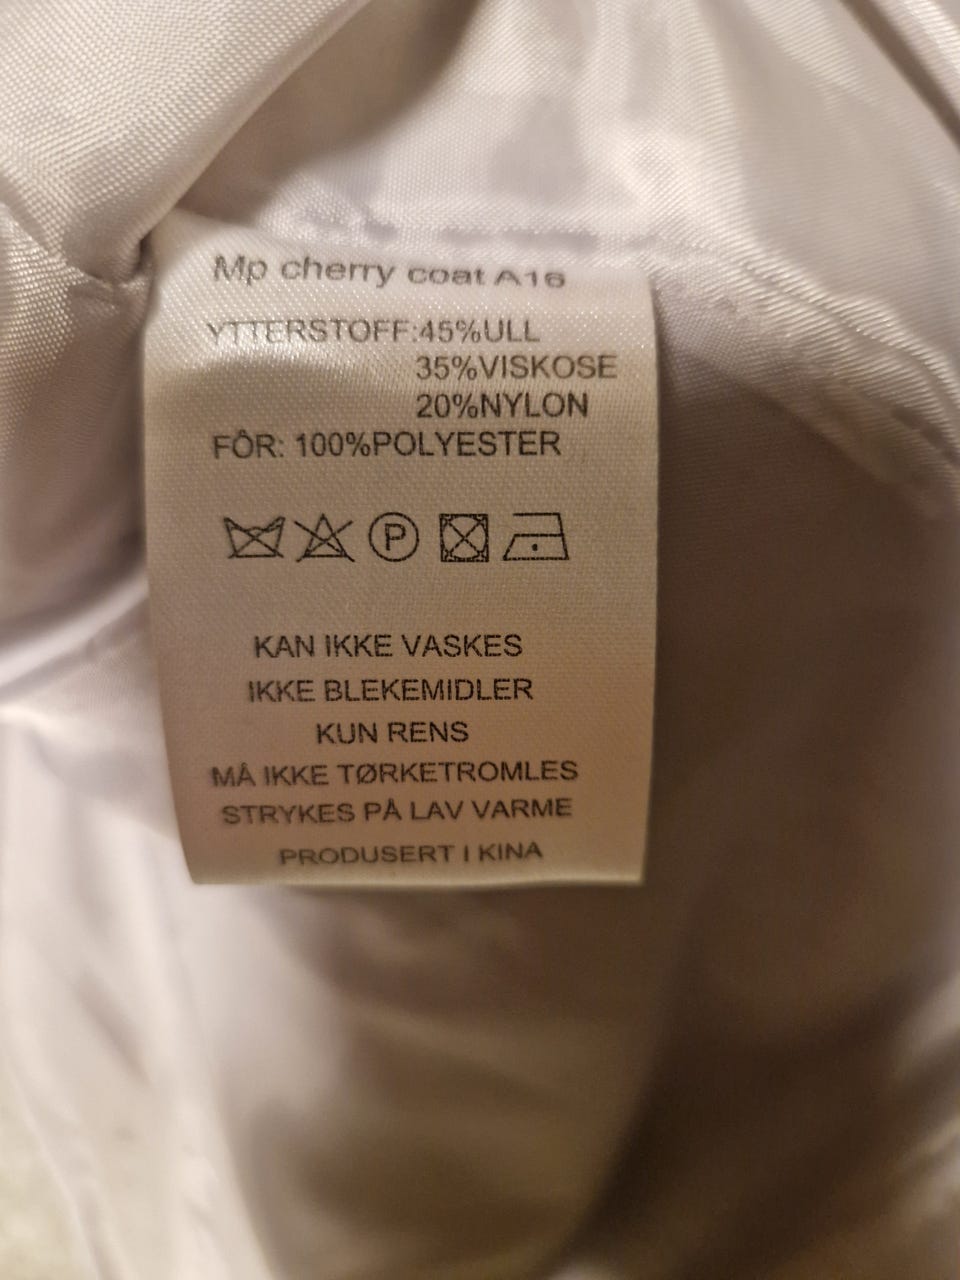 Mp cherry coat A16
YTTERSTOFF:45%ULL
35%VISKOSE
20%NYLON
FÔR: 100%POLYESTER
P
KAN IKKE VASKES
IKKE BLEKEMIDLER
KUN RENS
MÅ IKKE TØRKETROMLES
STRYKES PÅ LAV VARME
PRODUSERT I KINA